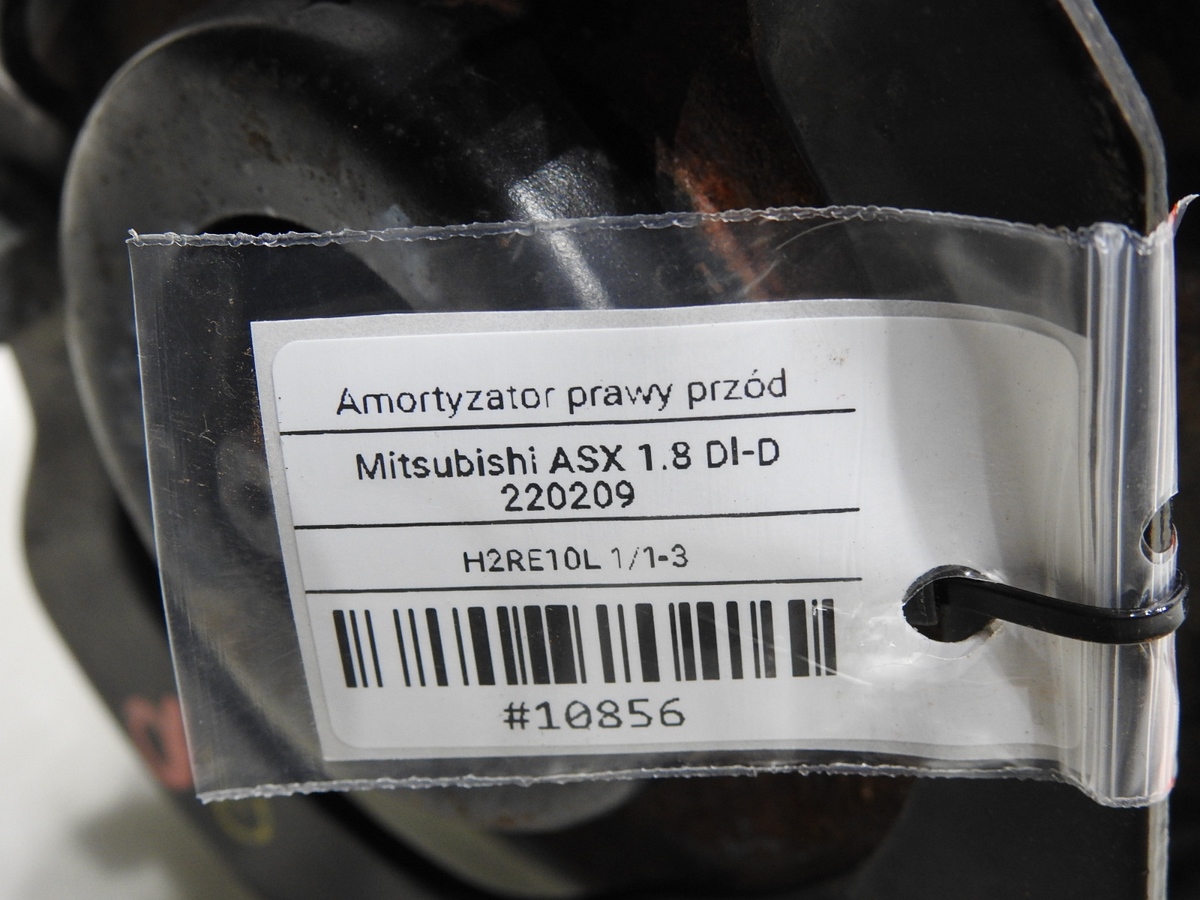 Amortyzator prawy przód
Mitsubishi ASX 1.8 DI-D
220209
H2RE10L 1/1-3
#10856